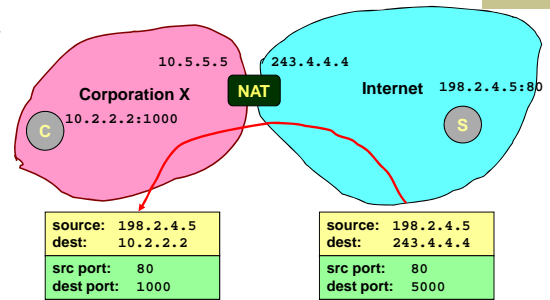 10.5.5.5
243.4.4.4
Corporation X
NAT
Internet 198.2.4.5:80
C
10.2.2.2:1000
S
source: 198.2.4.5
dest: 10.2.2.2
src port: 80
dest port: 1000
source: 198.2.4.5
dest: 243.4.4.4
src port: 80
dest port: 5000